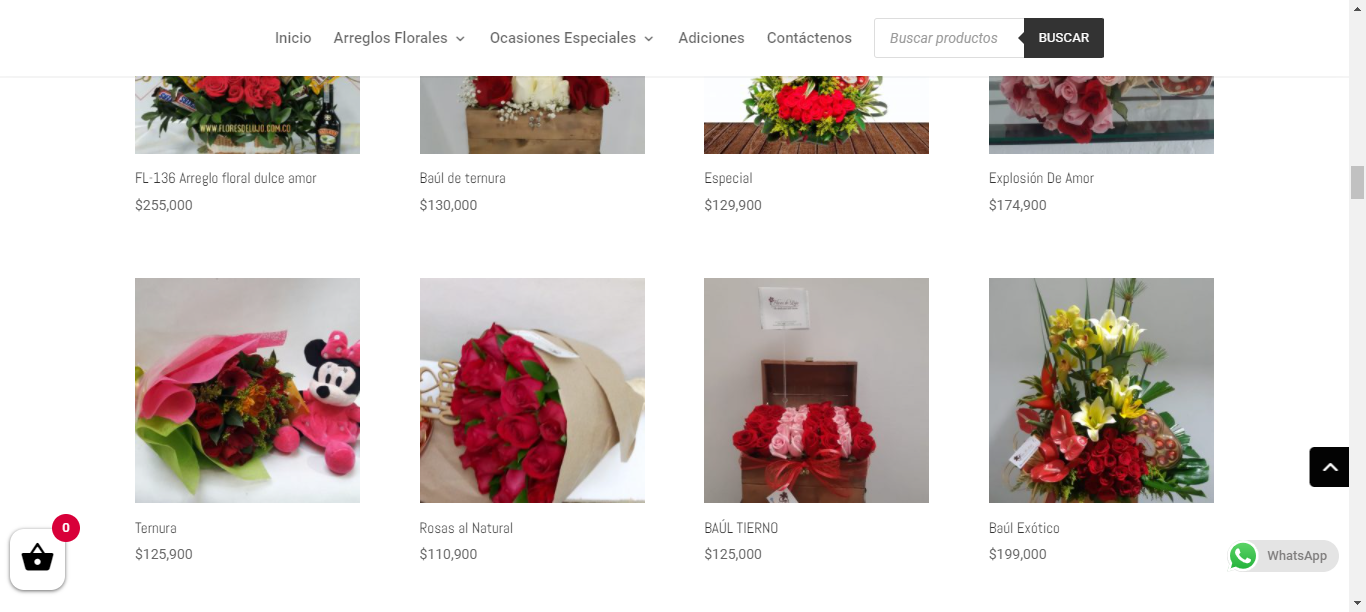 Inicio
Arreglos Florales
Ocasiones Especiales
Adiciones
Contáctenos
Buscar productos
BUSCAR
WWW.FLORESDELUJO.COM.CO
FL-136 Arreglo floral dulce amor
$255,000
Baúl de ternura
$130,000
Especial
$129,900
Explosión De Amor
$174,900
Ternura
$125,900
Rosas al Natural
$110,900
BAÚL TIERNO
$125,000
Baúl Exótico
$199,000
0
WhatsApp